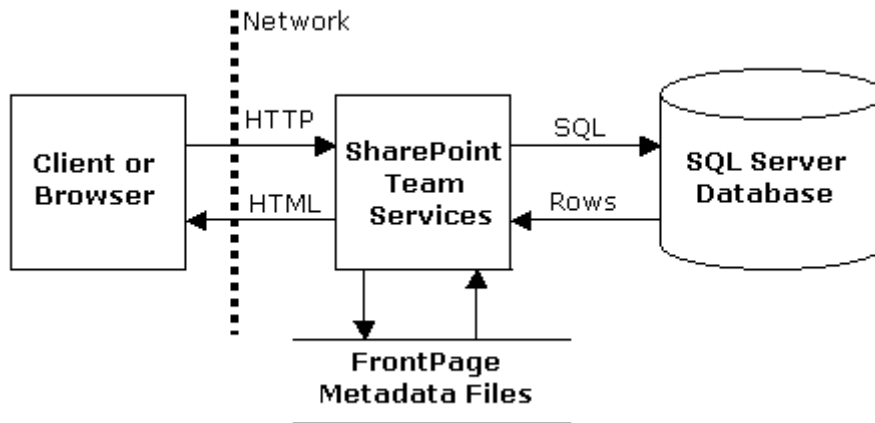 Network
HTTP
SQL
Client or
Browser
SharePoint
Team
Services
SQL Server
Database
HTML
Rows
FrontPage
Metadata Files